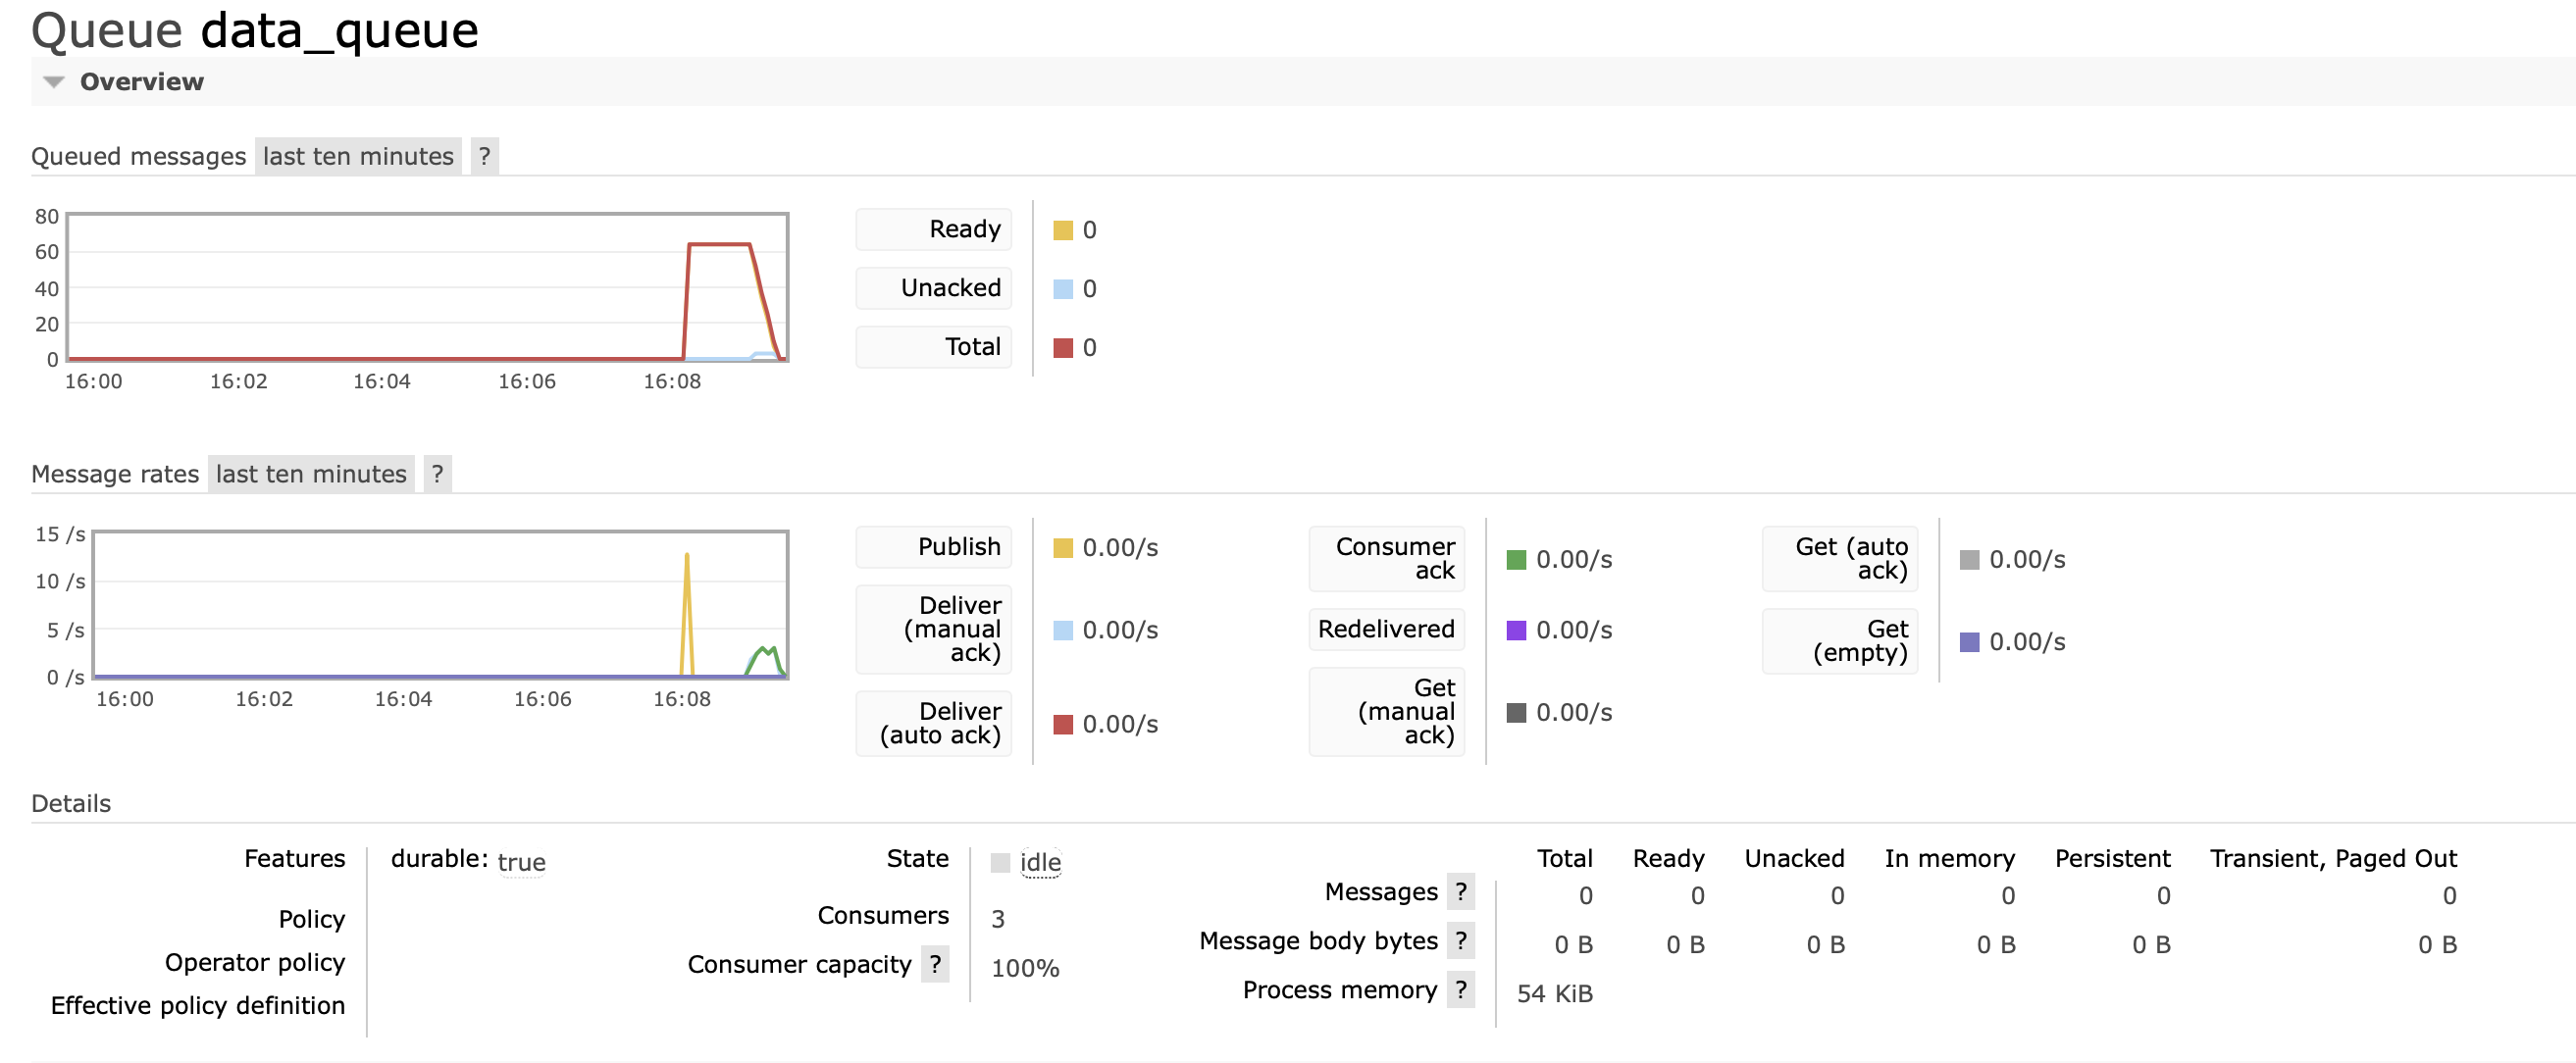 Queue data_queue
Overview
Queued messages last ten minutes ?
80
60
40
20
0
16:00 16:02 16:04 16:06 16:08
Ready 0
Unacked 0
Total 0
Message rates last ten minutes ?
15 /s
10 /s
5 /s
0 /s
16:00 16:02 16:04 16:06 16:08
Publish 0.00/s
Deliver
(manual 0.00/s
ack)
Deliver
(auto ack) 0.00/s
Consumer
ack 0.00/s
Redelivered 0.00/s
Get
(manual 0.00/s
ack)
Get (auto
ack) 0.00/s
Get
(empty) 0.00/s
Details
Features durable: true
Policy
Operator policy
Effective policy definition
State idle
Consumers 3
Consumer capacity ? 100%
Total Ready Unacked In memory Persistent Transient, Paged Out
Messages ? 0 0 0 0 0 0
Message body bytes ? 0 B 0 B 0 B 0 B 0 B 0 B
Process memory ? 54 KiB